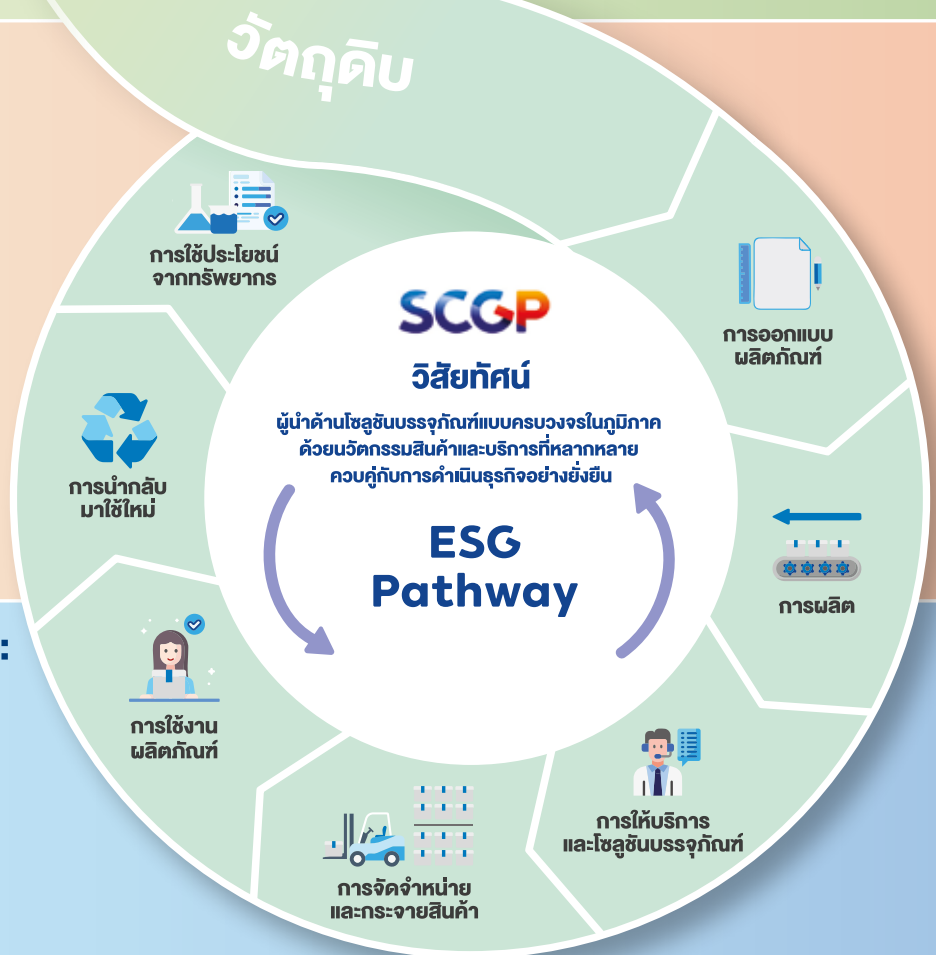 วัตถุดิบ
การใช้ประโยชน์
จากทรัพยากร
การออกแบบ
ผลิตภัณฑ์
SCGP
วิสัยทัศน์
ผู้นำด้านโซลูชันบรรจุภัณฑ์แบบครบวงจรในภูมิภาค
ด้วยนวัตกรรมสินค้าและบริการที่หลากหลาย
ควบคู่กับการดำเนินธุรกิจอย่างยั่งยืน
ESG
Pathway
การนำกลับ
มาใช้ใหม่
การผลิต
:
การใช้งาน
ผลิตภัณฑ์
การให้บริการ
และโซลูชันบรรจุภัณฑ์
การจัดจำหน่าย
และกระจายสินค้า